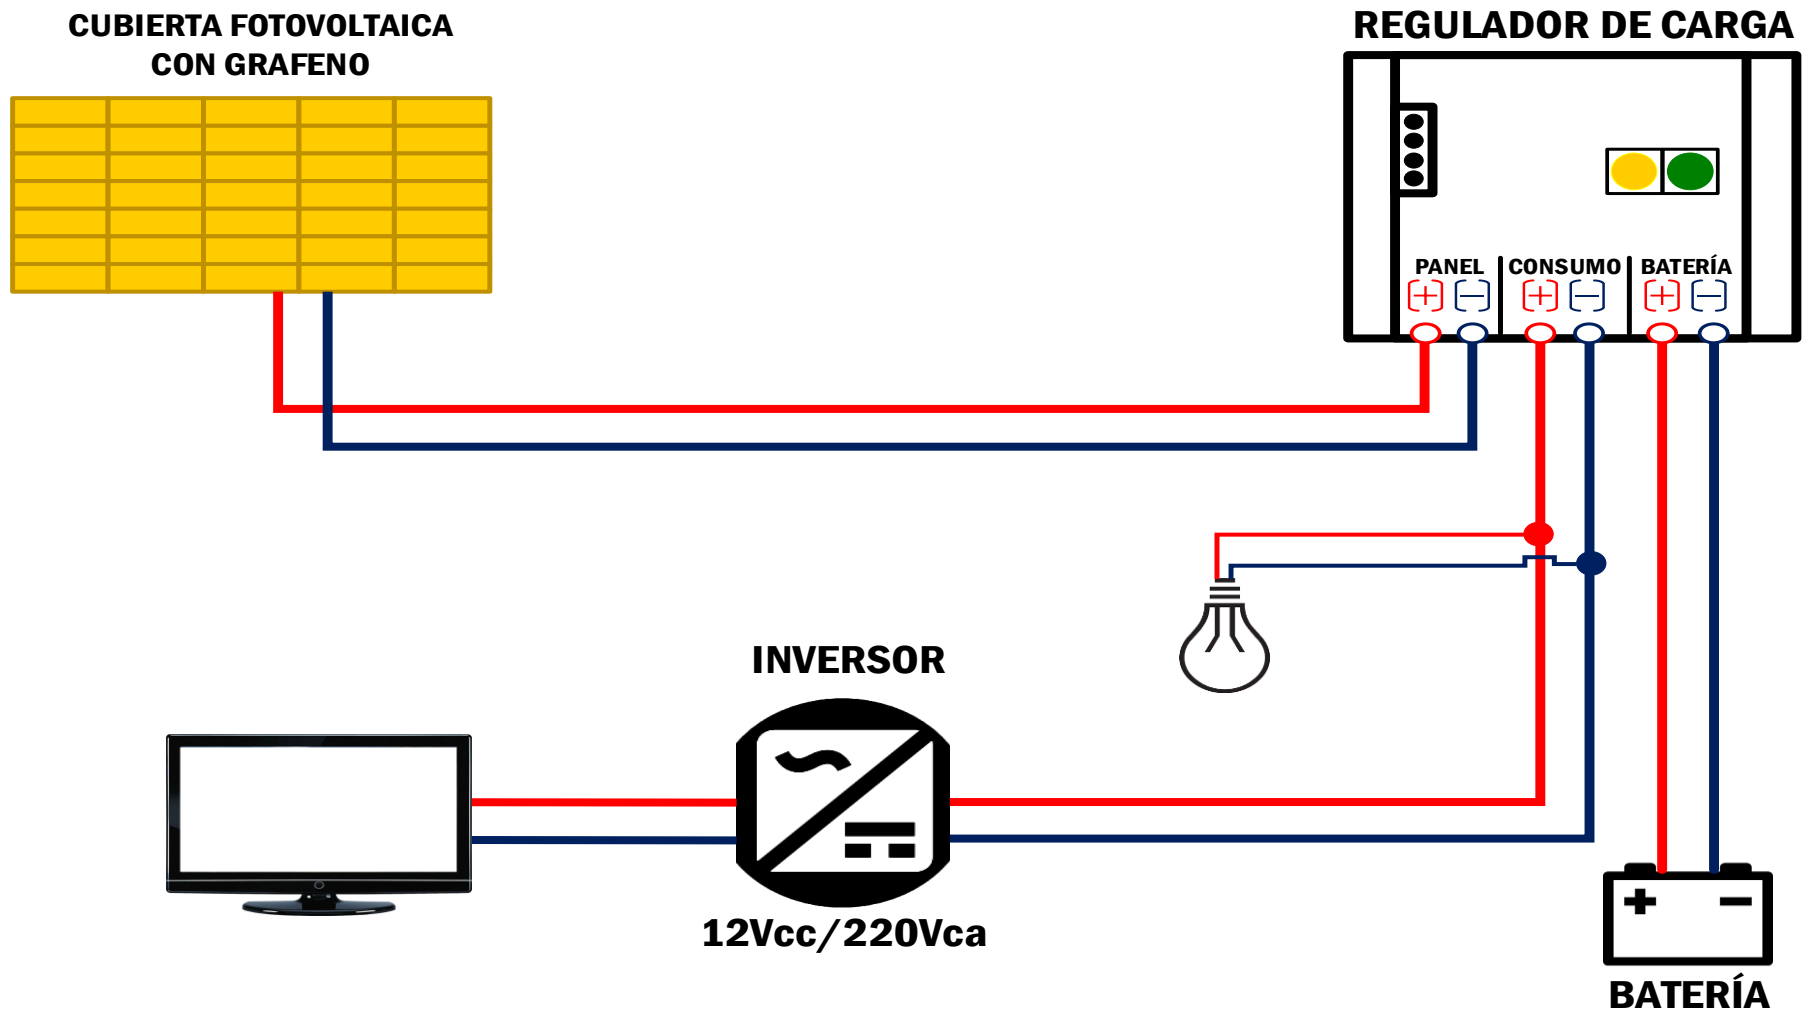 CUBIERTA FOTOVOLTAICA
CON GRAFENO
REGULADOR DE CARGA
PANEL CONSUMO BATERÍA
[+] [−] [+] [−] [+] [−]
INVERSOR
12Vcc/220Vca
+ −
BATERÍA